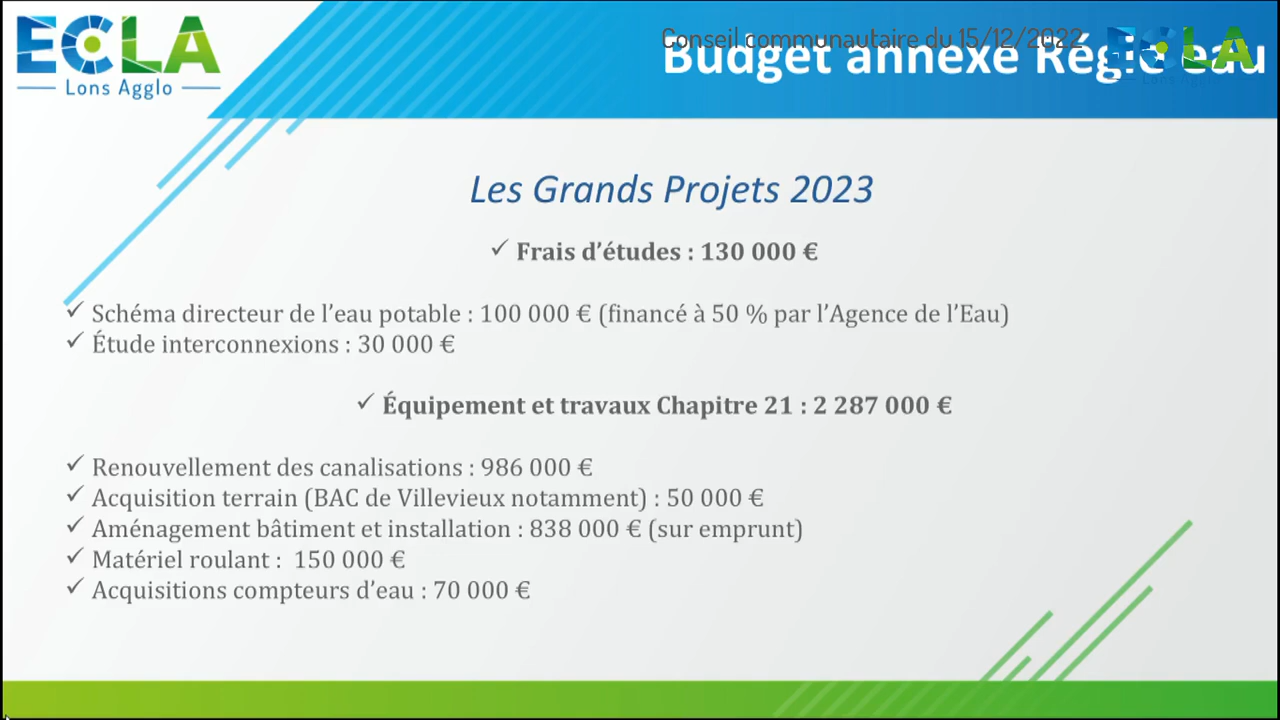 ECLA
Lons Agglo
Conseil communautaire du 15/12/2022
Budget annexe Régie eau
ECLA
Lons Agglo
Les Grands Projets 2023
✓ Frais d’études : 130 000 €
✓ Schéma directeur de l’eau potable : 100 000 € (financé à 50 % par l’Agence de l’Eau)
✓ Étude interconnexions : 30 000 €
✓ Équipement et travaux Chapitre 21 : 2 287 000 €
✓ Renouvellement des canalisations : 986 000 €
✓ Acquisition terrain (BAC de Villevieux notamment) : 50 000 €
✓ Aménagement bâtiment et installation : 838 000 € (sur emprunt)
✓ Matériel roulant :  150 000 €
✓ Acquisitions compteurs d’eau : 70 000 €